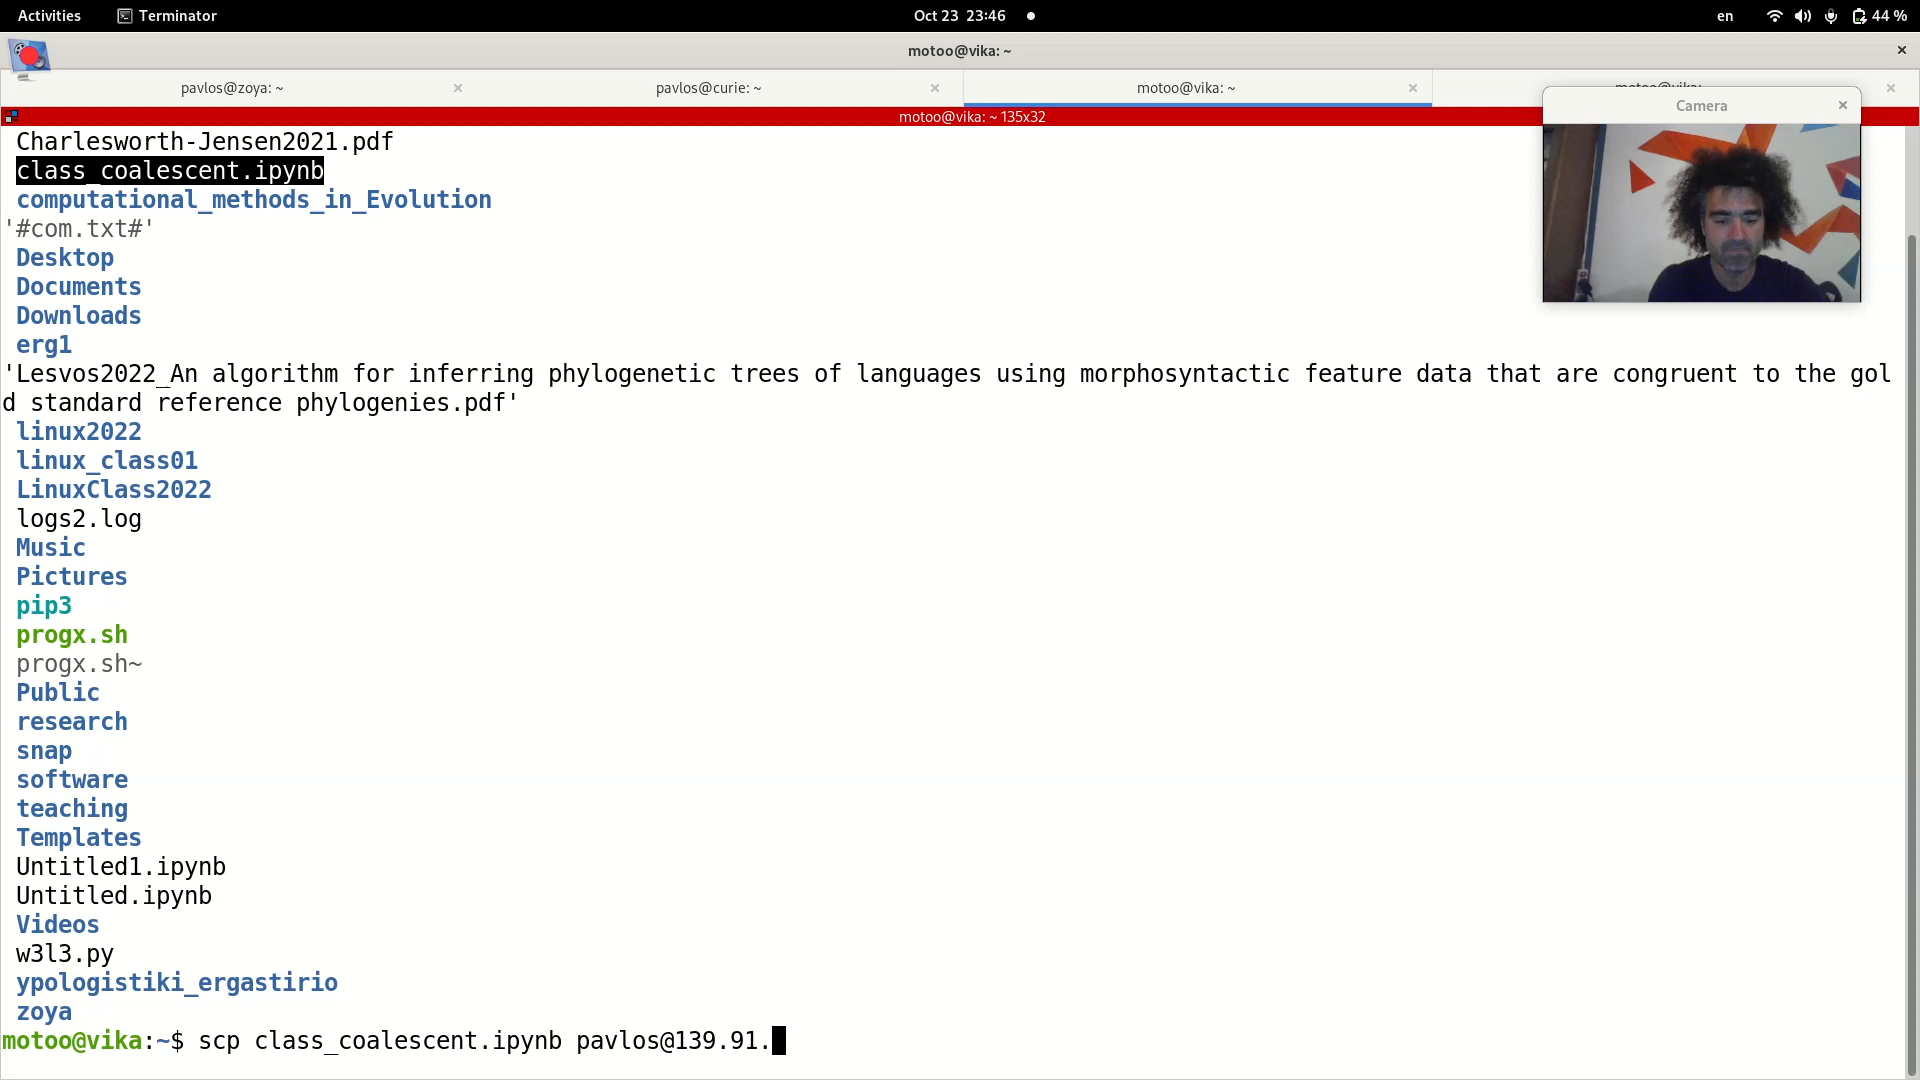 Activities
Terminator
Oct 23 23:46
en
44 %
motoo@vika: ~
pavlos@zoya: ~
pavlos@curie: ~
motoo@vika: ~
motoo@vika: ~ 135x32
Camera
Charlesworth-Jensen2021.pdf
class_coalescent.ipynb
computational_methods_in_Evolution
'#com.txt#'
Desktop
Documents
Downloads
erg1
'Lesvos2022_An algorithm for inferring phylogenetic trees of languages using morphosyntactic feature data that are congruent to the gol
d standard reference phylogenies.pdf'
linux2022
linux_class01
LinuxClass2022
logs2.log
Music
Pictures
pip3
progx.sh
progx.sh~
Public
research
snap
software
teaching
Templates
Untitled1.ipynb
Untitled.ipynb
Videos
w3l3.py
ypologistiki_ergastirio
zoya
motoo@vika:~$ scp class_coalescent.ipynb pavlos@139.91.